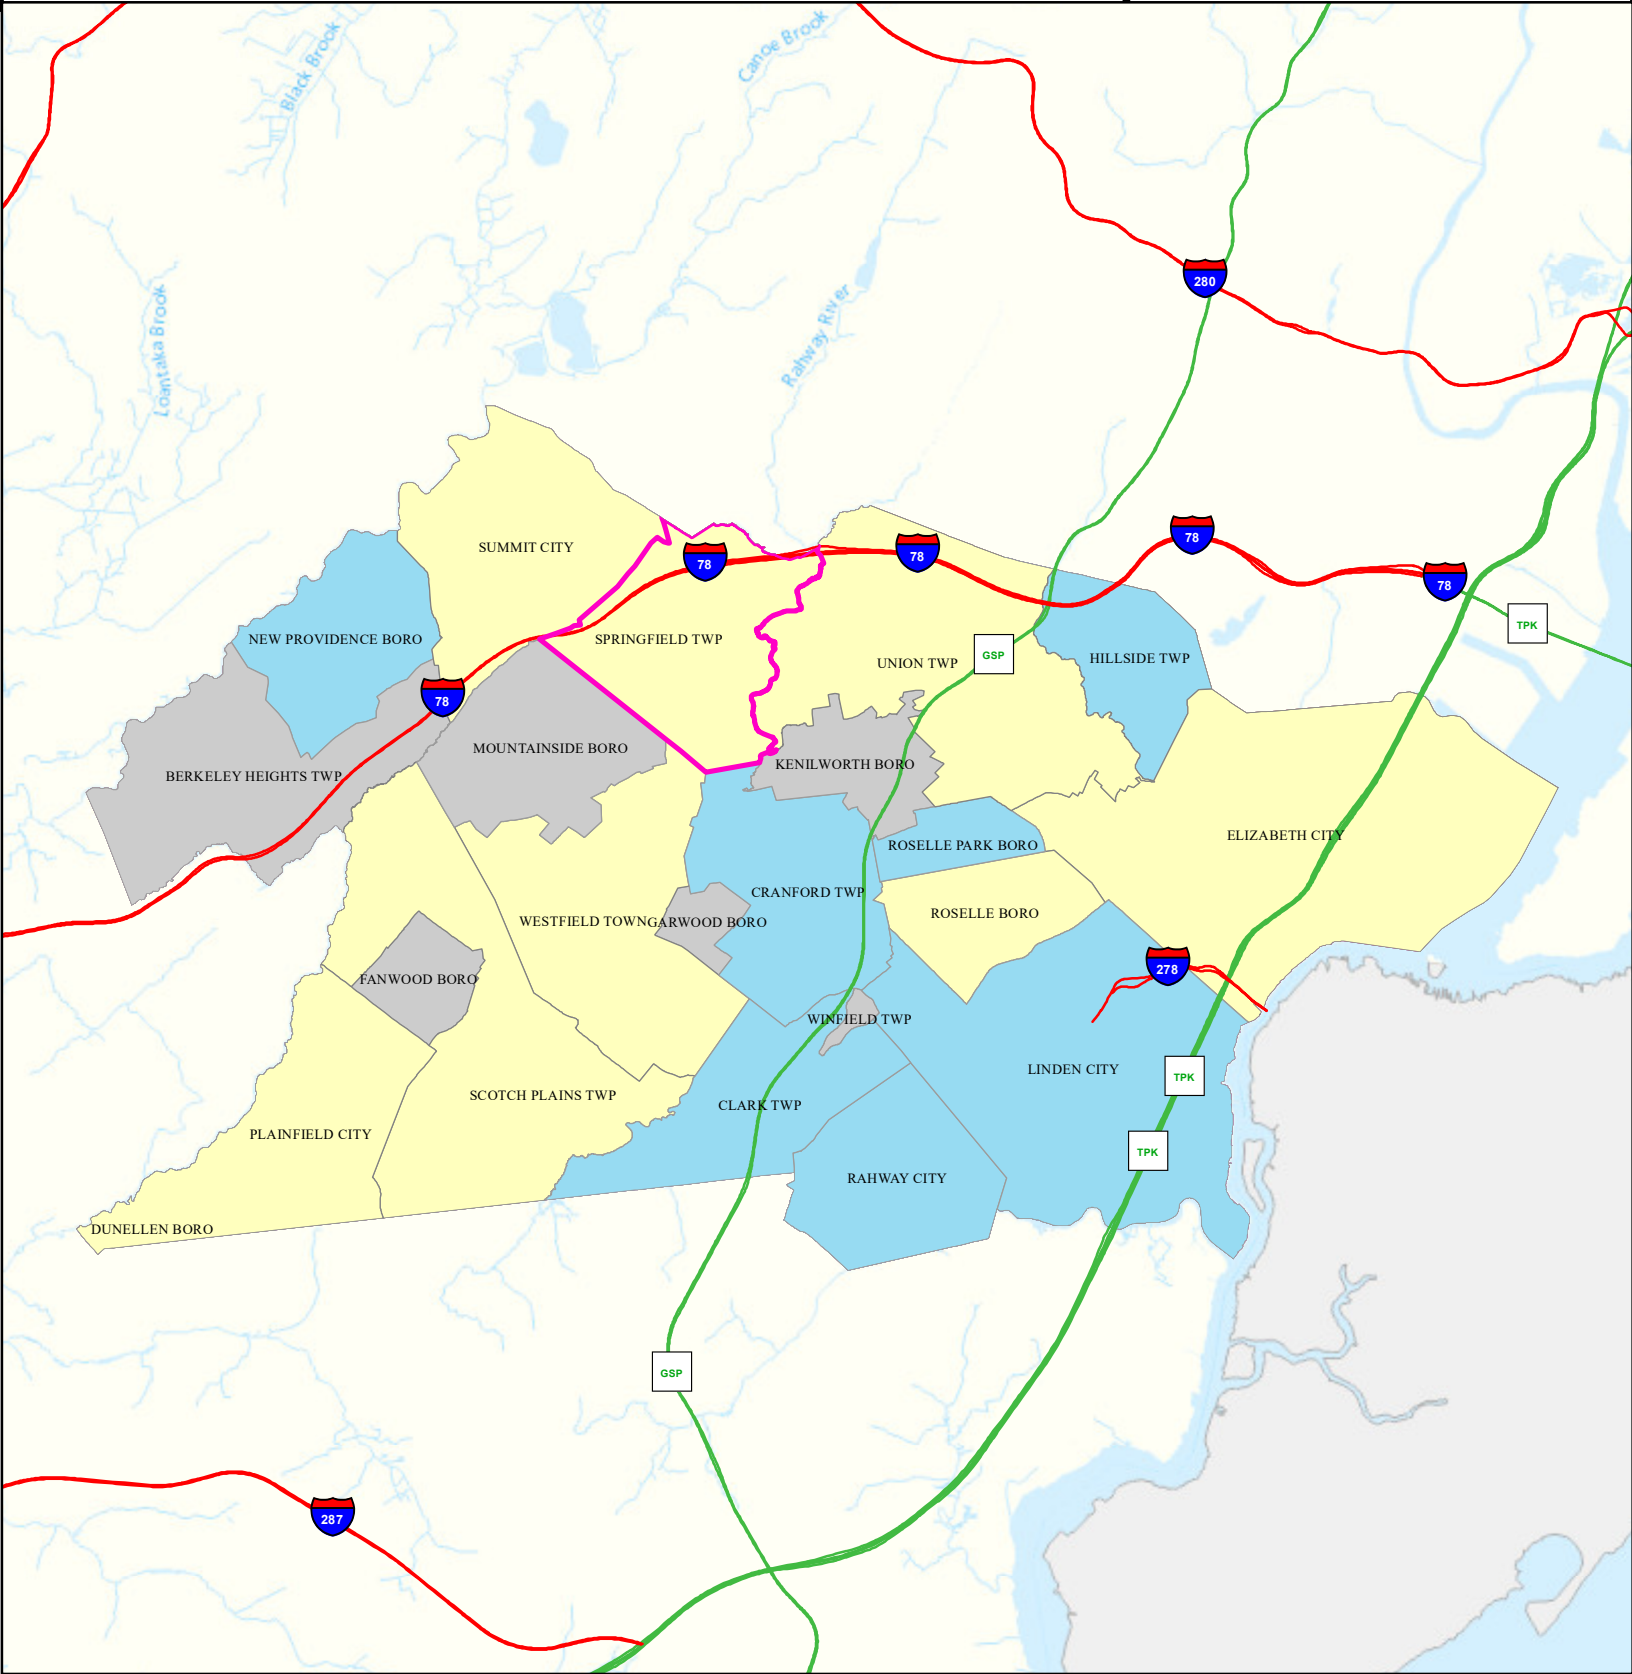 Black Brook
Canoe Brook
280
Loantaka Brook
Rahway River
78
78
78
SUMMIT CITY
78
TPK
NEW PROVIDENCE BORO
SPRINGFIELD TWP
GSP
UNION TWP
HILLSIDE TWP
78
MOUNTAINSIDE BORO
KENILWORTH BORO
BERKELEY HEIGHTS TWP
ELIZABETH CITY
ROSELLE PARK BORO
CRANFORD TWP
ROSELLE BORO
WESTFIELD TOWN
GARWOOD BORO
278
FANWOOD BORO
WINFIELD TWP
LINDEN CITY
TPK
SCOTCH PLAINS TWP
CLARK TWP
PLAINFIELD CITY
TPK
RAHWAY CITY
DUNELLEN BORO
GSP
287